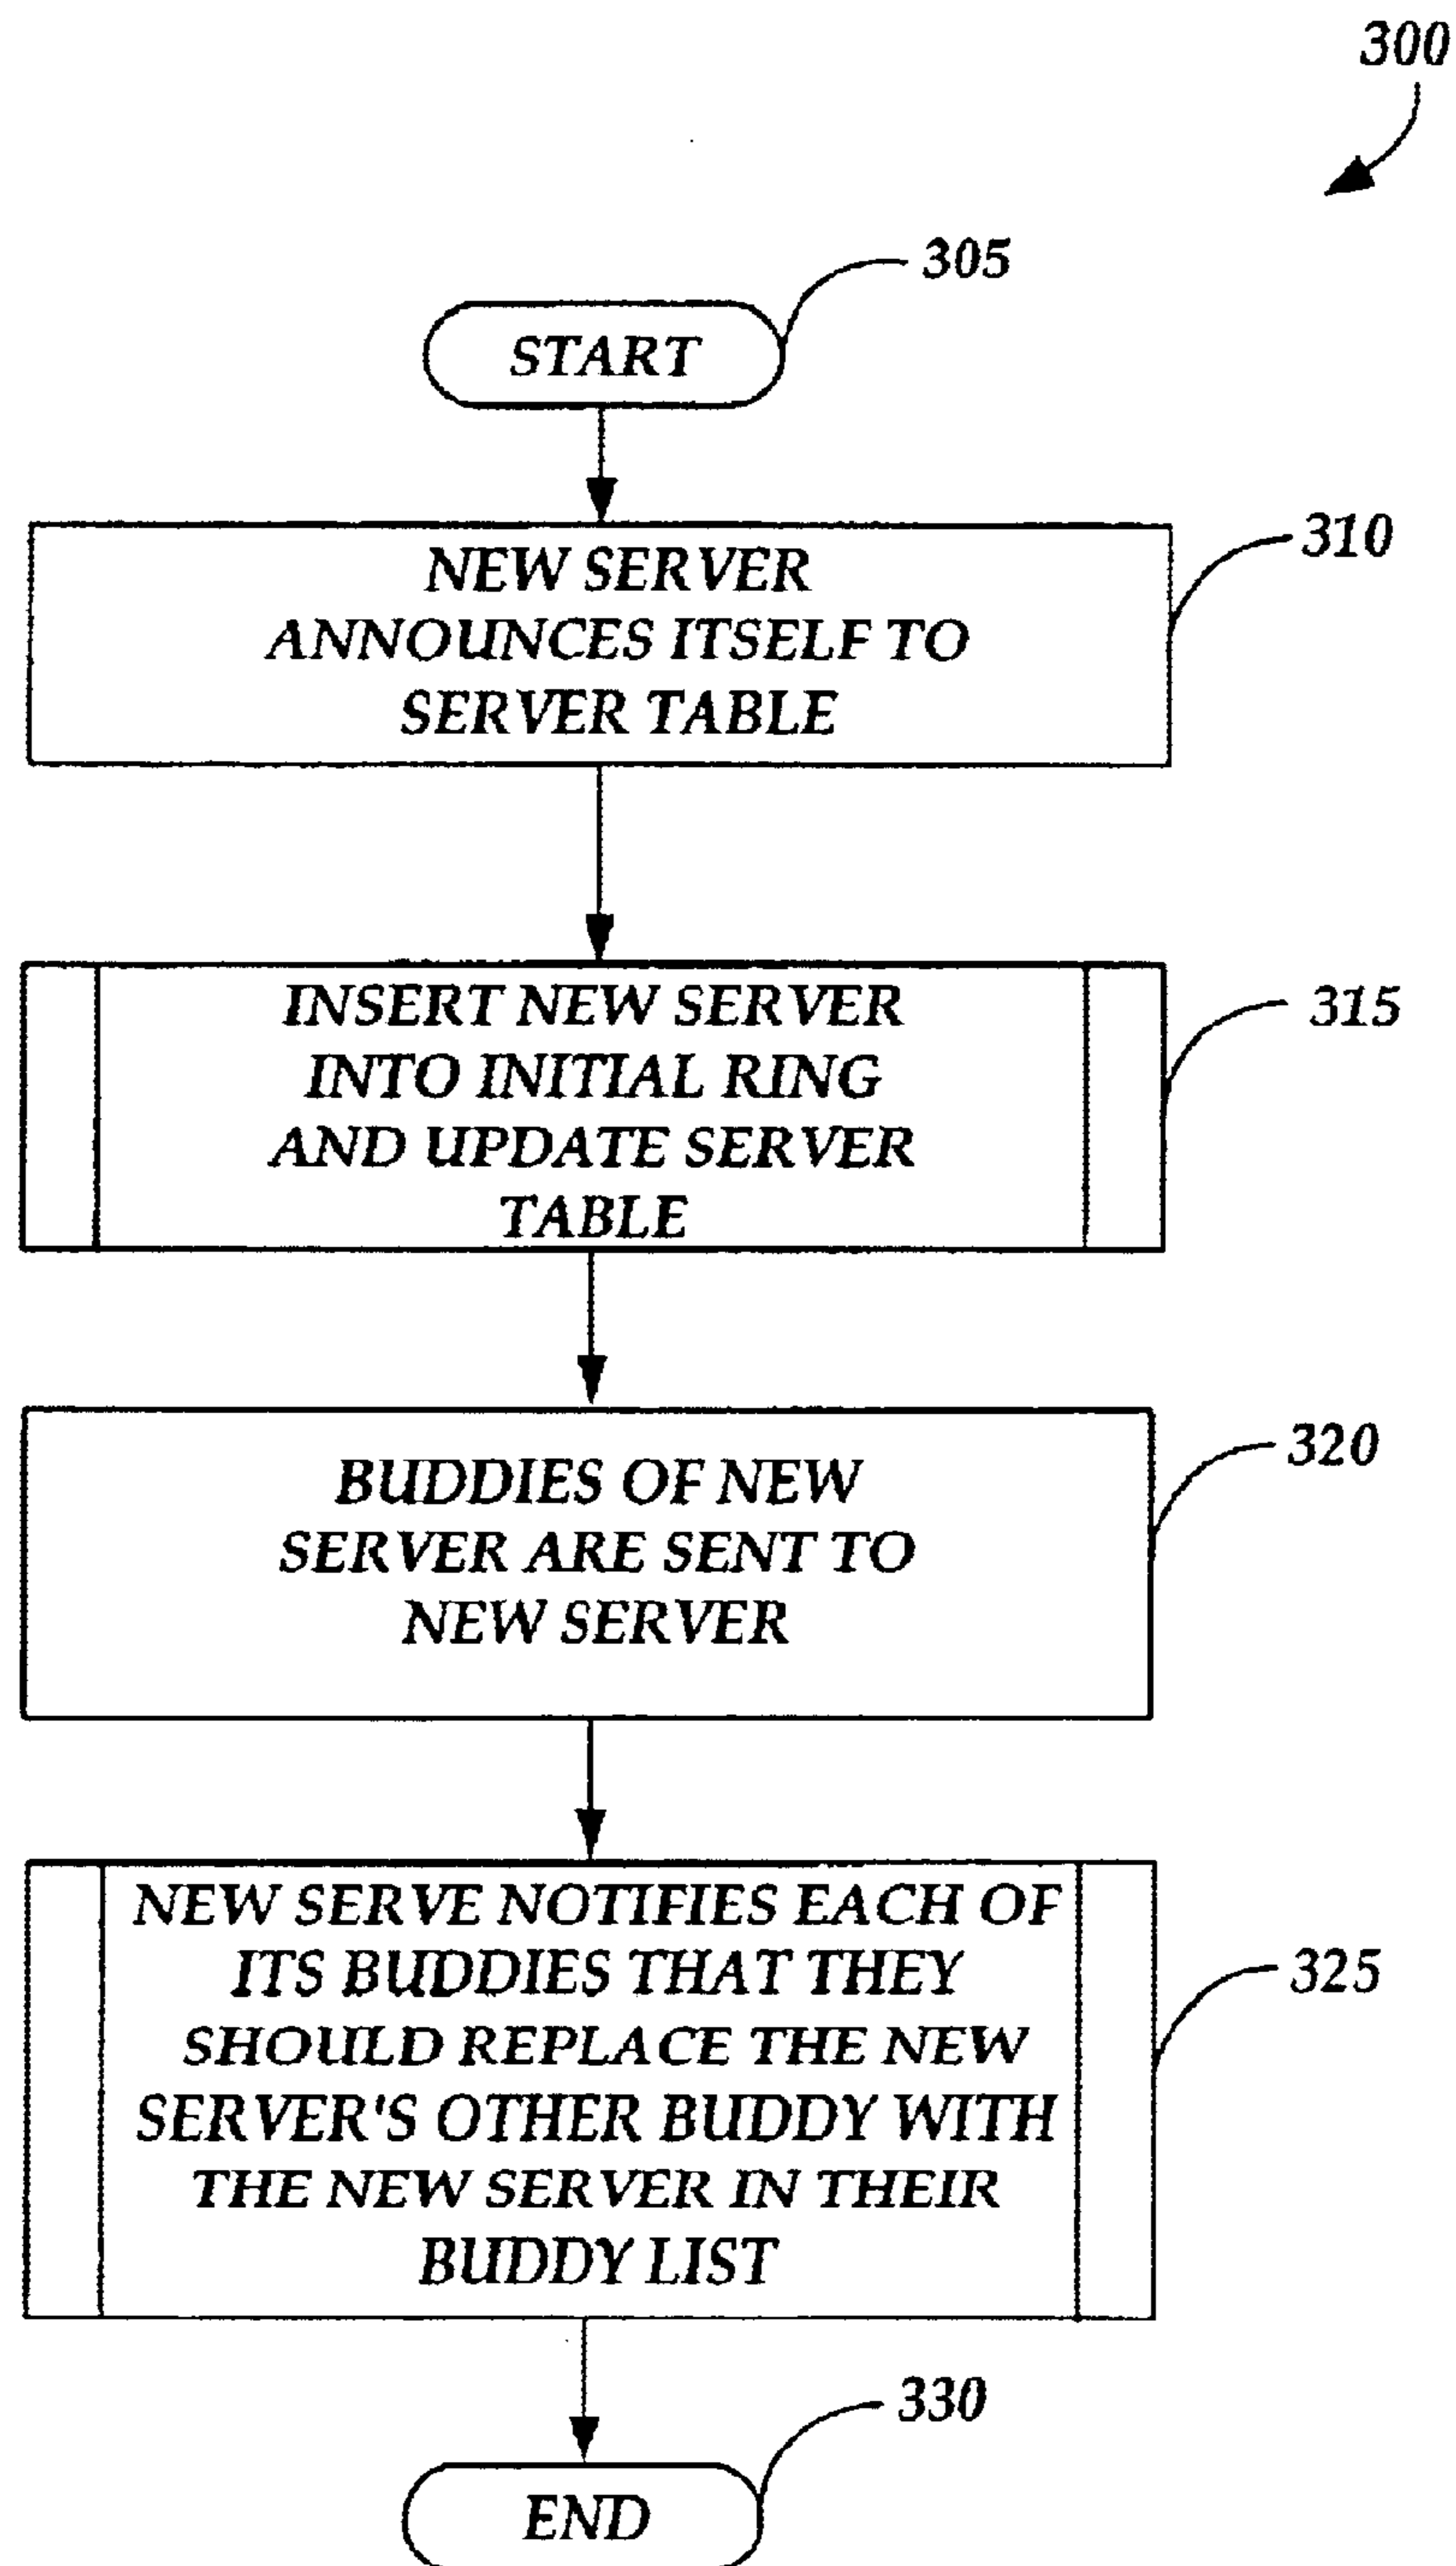 300
305
START
310
NEW SERVER
ANNOUNCES ITSELF TO
SERVER TABLE
315
INSERT NEW SERVER
INTO INITIAL RING
AND UPDATE SERVER
TABLE
320
BUDDIES OF NEW
SERVER ARE SENT TO
NEW SERVER
NEW SERVE NOTIFIES EACH OF
ITS BUDDIES THAT THEY
325
SHOULD REPLACE THE NEW
SERVER'S OTHER BUDDY WITH
THE NEW SERVER IN THEIR
BUDDY LIST
330
END